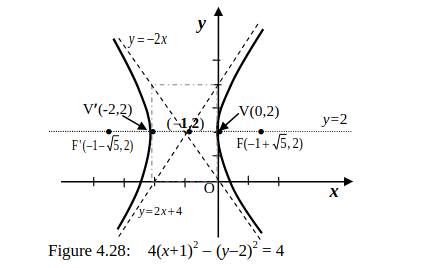 y
y = –2x
V'(-2,2)
(–1,2)
V(0,2)
y=2
F'(–1–√5, 2)
F(–1+ √5, 2)
O
x
y=2x+4
Figure 4.28: 4(x+1)² – (y–2)² = 4